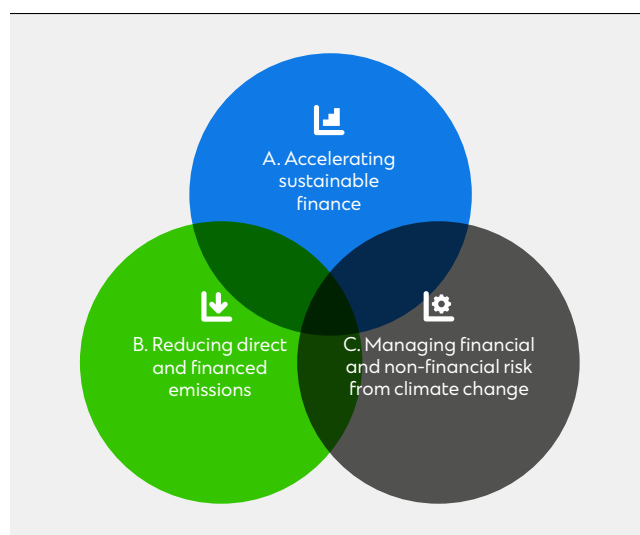 A. Accelerating
sustainable
finance
B. Reducing direct
and financed
emissions
C. Managing financial
and non-financial risk
from climate change